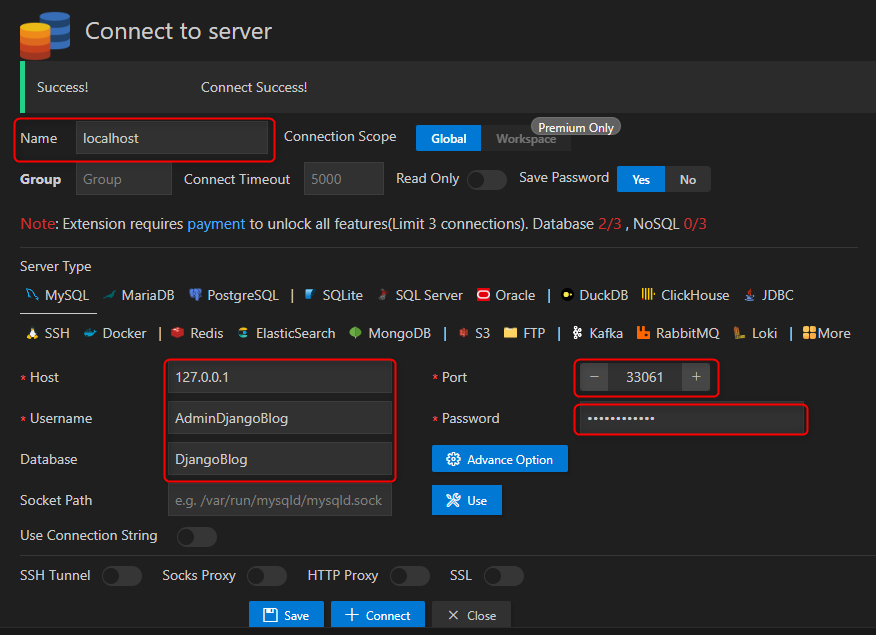 Connect to server
Success! Connect Success!
Name localhost Connection Scope Global Workspace Premium Only
Group Group Connect Timeout 5000 Read Only Save Password Yes No
Note: Extension requires payment to unlock all features(Limit 3 connections). Database 2/3 , NoSQL 0/3
Server Type
MySQL MariaDB PostgreSQL | SQLite SQL Server Oracle | DuckDB ClickHouse JDBC
SSH Docker | Redis ElasticSearch MongoDB | S3 FTP | Kafka RabbitMQ Loki | More
* Host 127.0.0.1 * Port − 33061 +
* Username AdminDjangoBlog * Password ••••••••••••
Database DjangoBlog Advance Option
Socket Path e.g. /var/run/mysqld/mysqld.sock Use
Use Connection String
SSH Tunnel Socks Proxy HTTP Proxy SSL
Save + Connect × Close